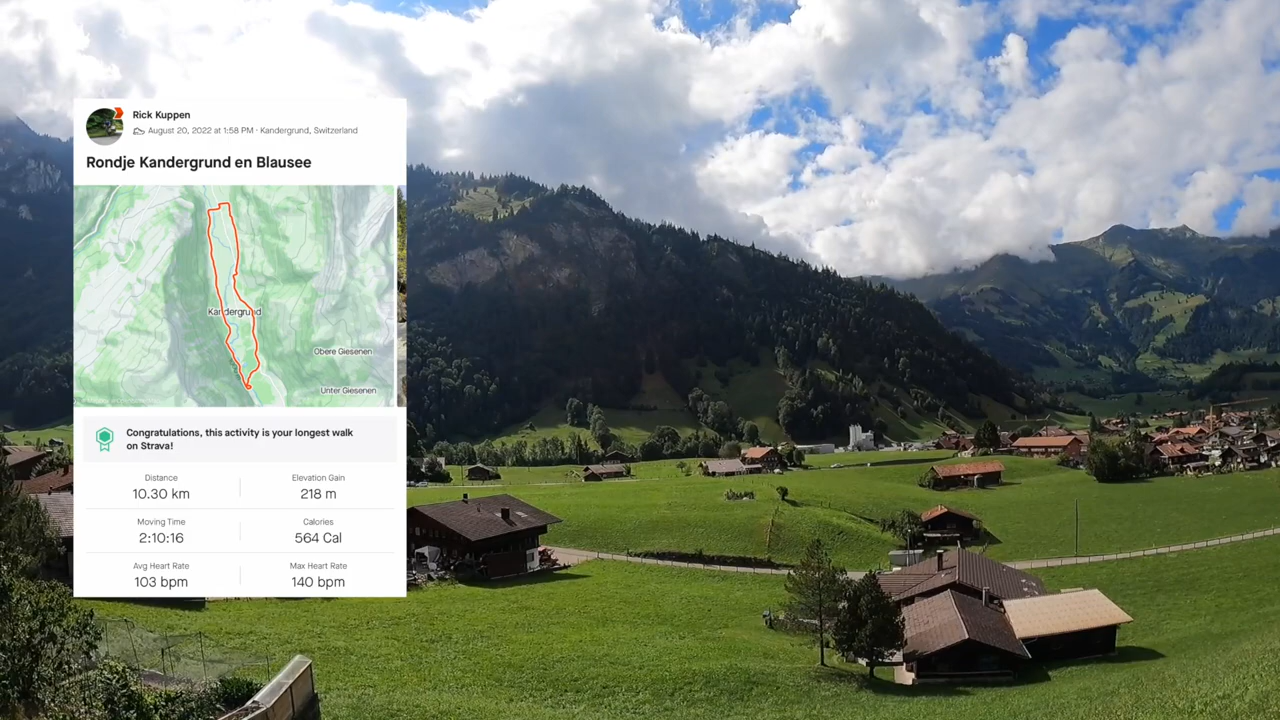 Rick Kuppen
August 20, 2022 at 1:58 PM · Kandergrund, Switzerland
Rondje Kandergrund en Blausee
Kandergrund
Obere Giesenen
Unter Giesenen
Congratulations, this activity is your longest walk
on Strava!
Distance
10.30 km
Elevation Gain
218 m
Moving Time
2:10:16
Calories
564 Cal
Avg Heart Rate
103 bpm
Max Heart Rate
140 bpm